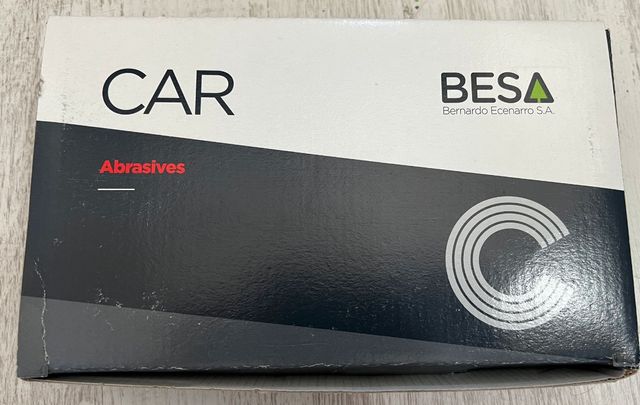 CAR
BESA
Bernardo Ecenarro S.A.
Abrasives